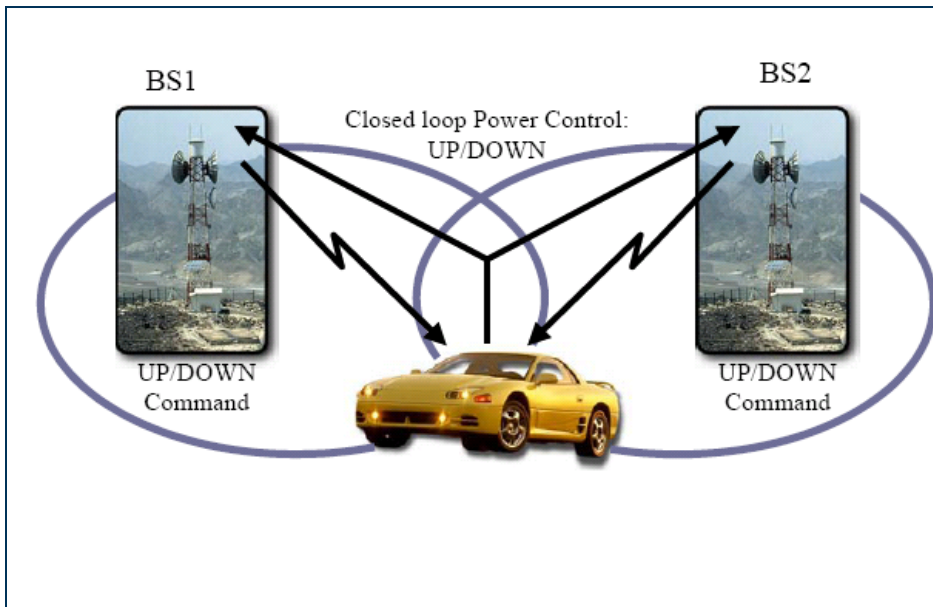 BS1
BS2
Closed loop Power Control:
UP/DOWN
UP/DOWN
Command
UP/DOWN
Command